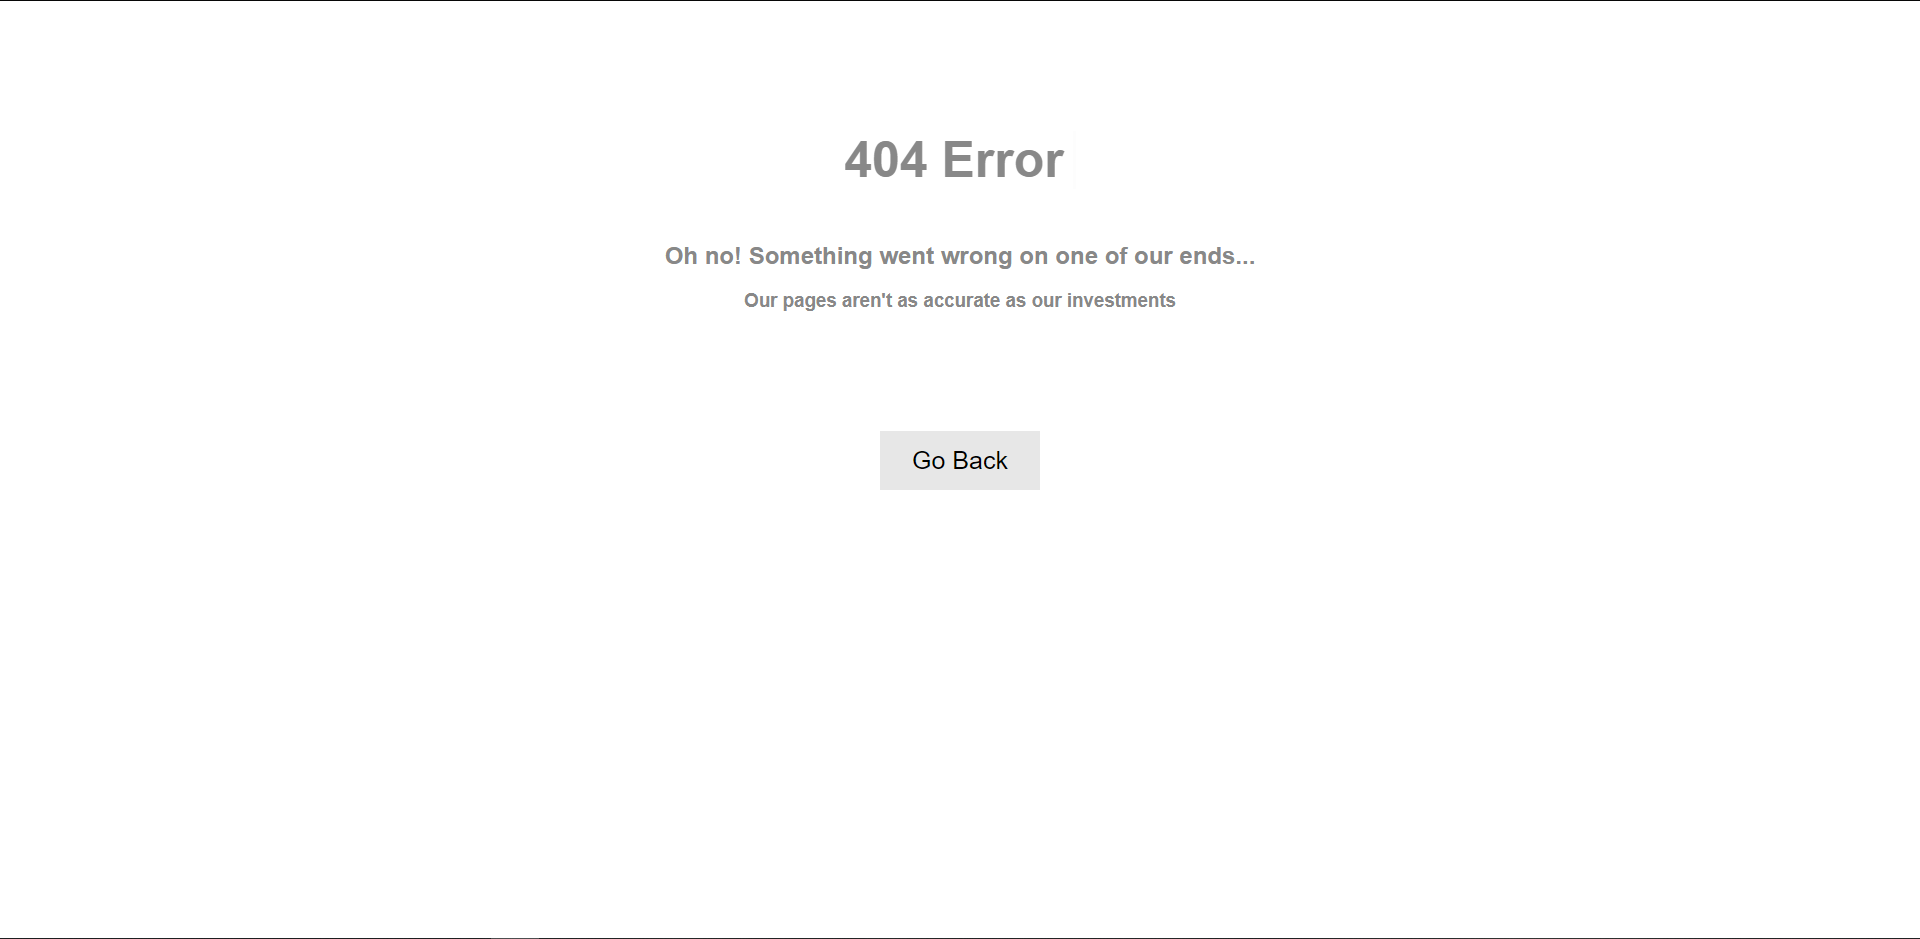 404 Error
Oh no! Something went wrong on one of our ends...
Our pages aren't as accurate as our investments
Go Back